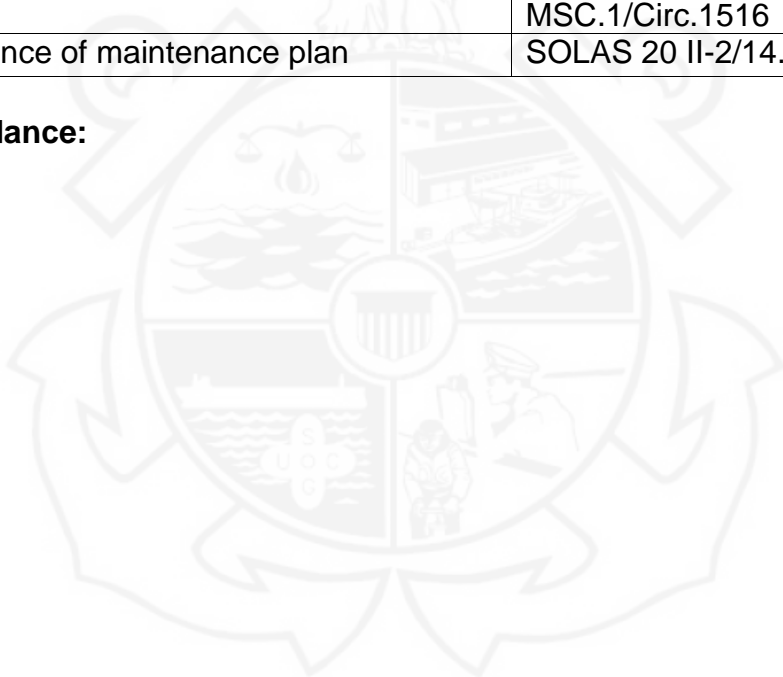 MSC.1/Circ.1516
nce of maintenance plan SOLAS 20 II-2/14.
lance:
S
U O C
G